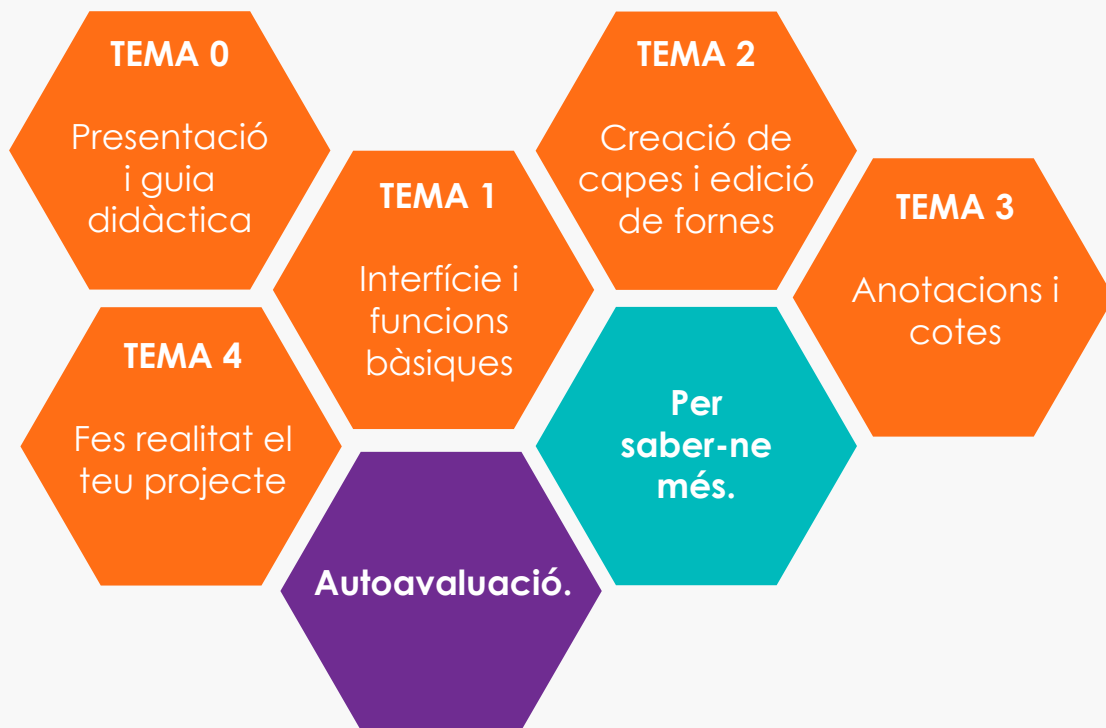 TEMA 0
Presentació
i guia
didàctica
TEMA 1
Interfície i
funcions
bàsiques
TEMA 2
Creació de
capes i edició
de fornes
TEMA 3
Anotacions i
cotes
TEMA 4
Fes realitat el
teu projecte
Autoavaluació.
Per
saber-ne
més.